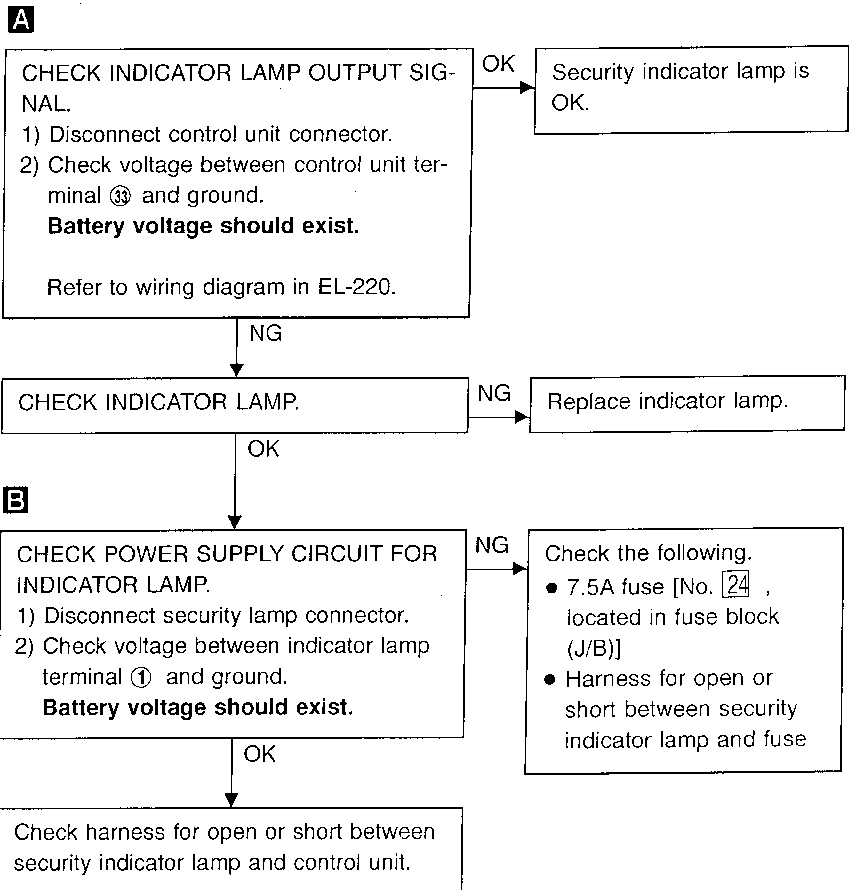 A
CHECK INDICATOR LAMP OUTPUT SIG-
NAL.
1) Disconnect control unit connector.
2) Check voltage between control unit ter-
minal ㉝ and ground.
Battery voltage should exist.
Refer to wiring diagram in EL-220.
OK
Security indicator lamp is
OK.
NG
CHECK INDICATOR LAMP.
NG
Replace indicator lamp.
OK
B
CHECK POWER SUPPLY CIRCUIT FOR
INDICATOR LAMP.
1) Disconnect security lamp connector.
2) Check voltage between indicator lamp
terminal ① and ground.
Battery voltage should exist.
NG
Check the following.
● 7.5A fuse [No. 24 ,
located in fuse block
(J/B)]
● Harness for open or
short between security
indicator lamp and fuse
OK
Check harness for open or short between
security indicator lamp and control unit.